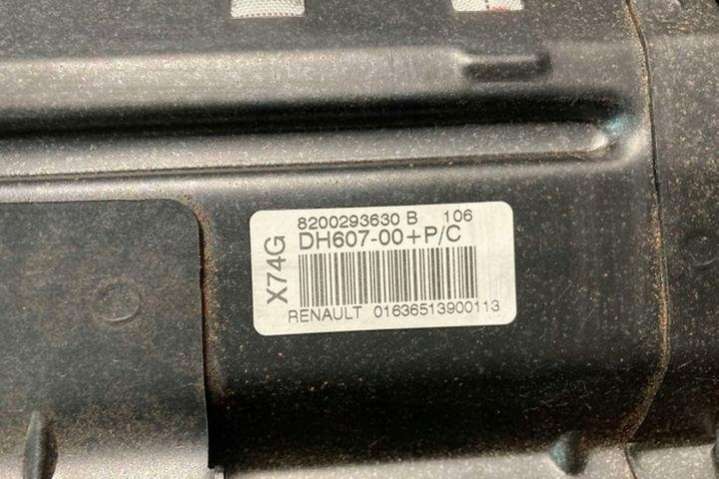 X74G
8200293630 B 106
DH607-00+P/C
RENAULT 01636513900113